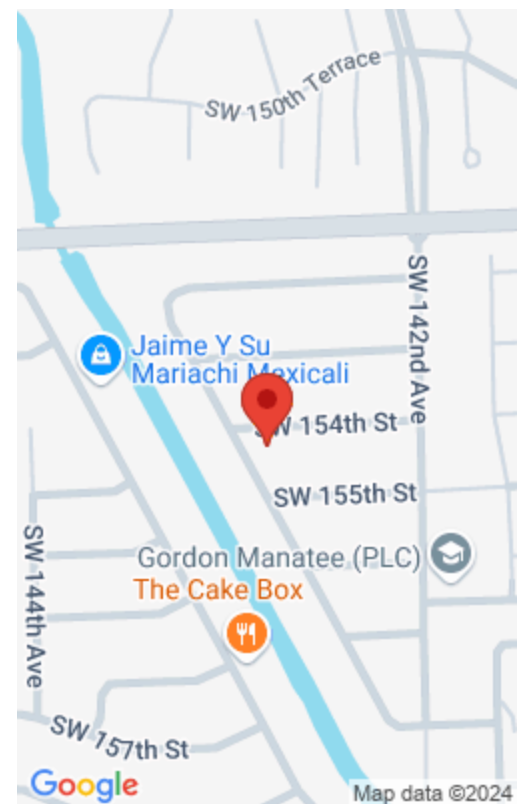 SW 150th Terrace
SW 142nd Ave
Jaime Y Su
Mariachi Mexicali
SW 154th St
SW 155th St
Gordon Manatee (PLC)
The Cake Box
SW 144th Ave
SW 157th St
Google
Map data ©2024